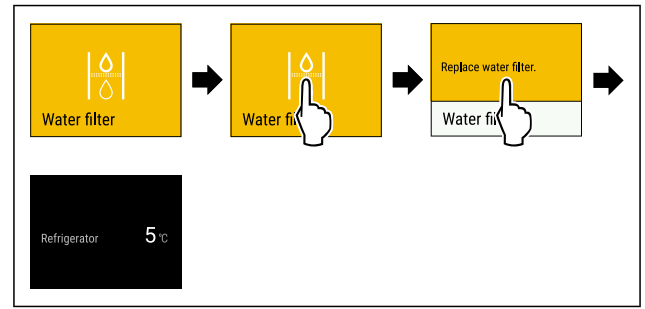 Water filter
Water fi
Replace water filter.
Water fi
Refrigerator 5 °C